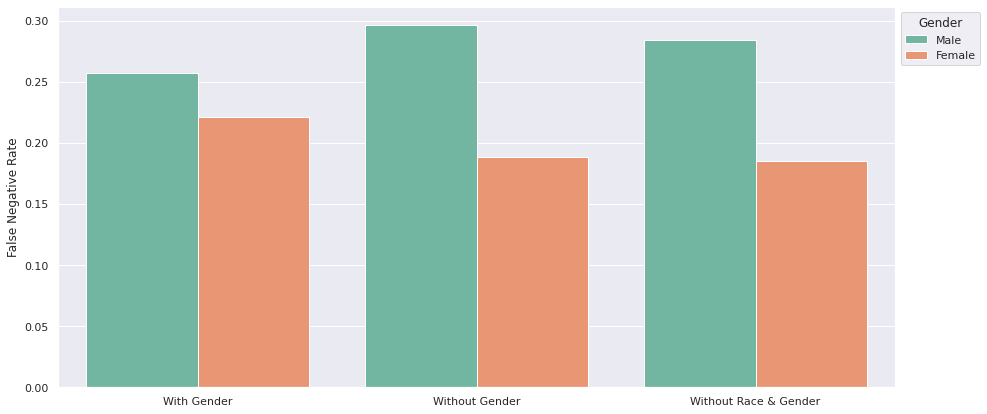 0.30
0.25
0.20
0.15
0.10
0.05
0.00
False Negative Rate
With Gender
Without Gender
Without Race & Gender
Gender
Male
Female